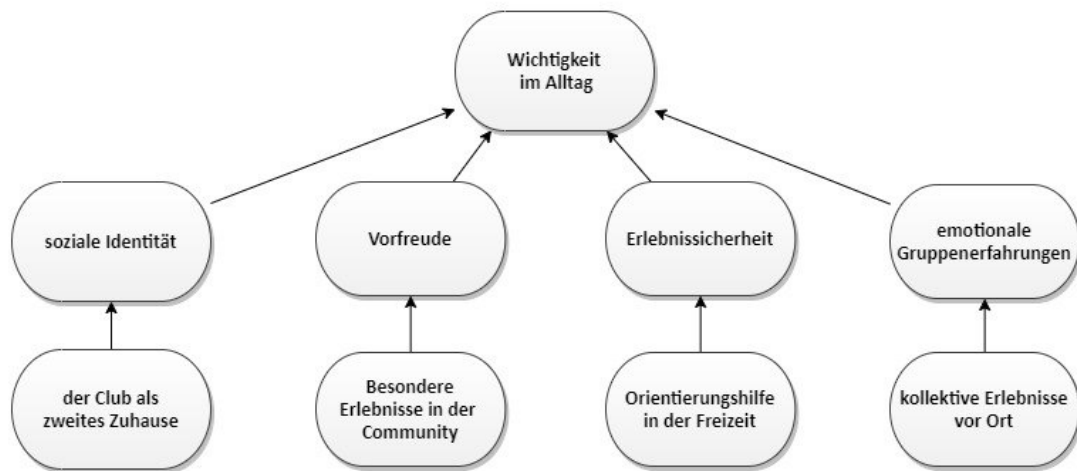 Wichtigkeit
im Alltag
soziale Identität
Vorfreude
Erlebnissicherheit
emotionale
Gruppenerfahrungen
der Club als
zweites Zuhause
Besondere
Erlebnisse in der
Community
Orientierungshilfe
in der Freizeit
kollektive Erlebnisse
vor Ort